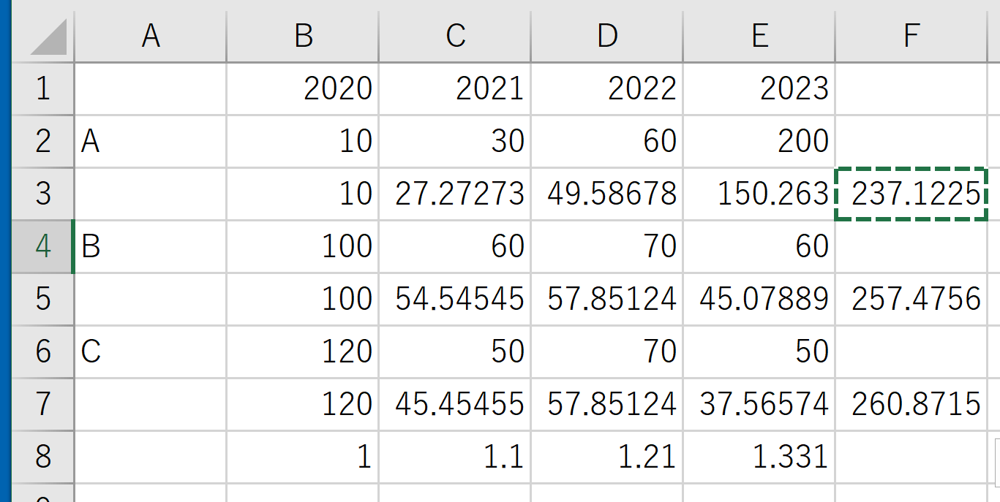 A B C D E F
1 2020 2021 2022 2023
2 A 10 30 60 200
3 10 27.27273 49.58678 150.263 237.1225
4 B 100 60 70 60
5 100 54.54545 57.85124 45.07889 257.4756
6 C 120 50 70 50
7 120 45.45455 57.85124 37.56574 260.8715
8 1 1.1 1.21 1.331